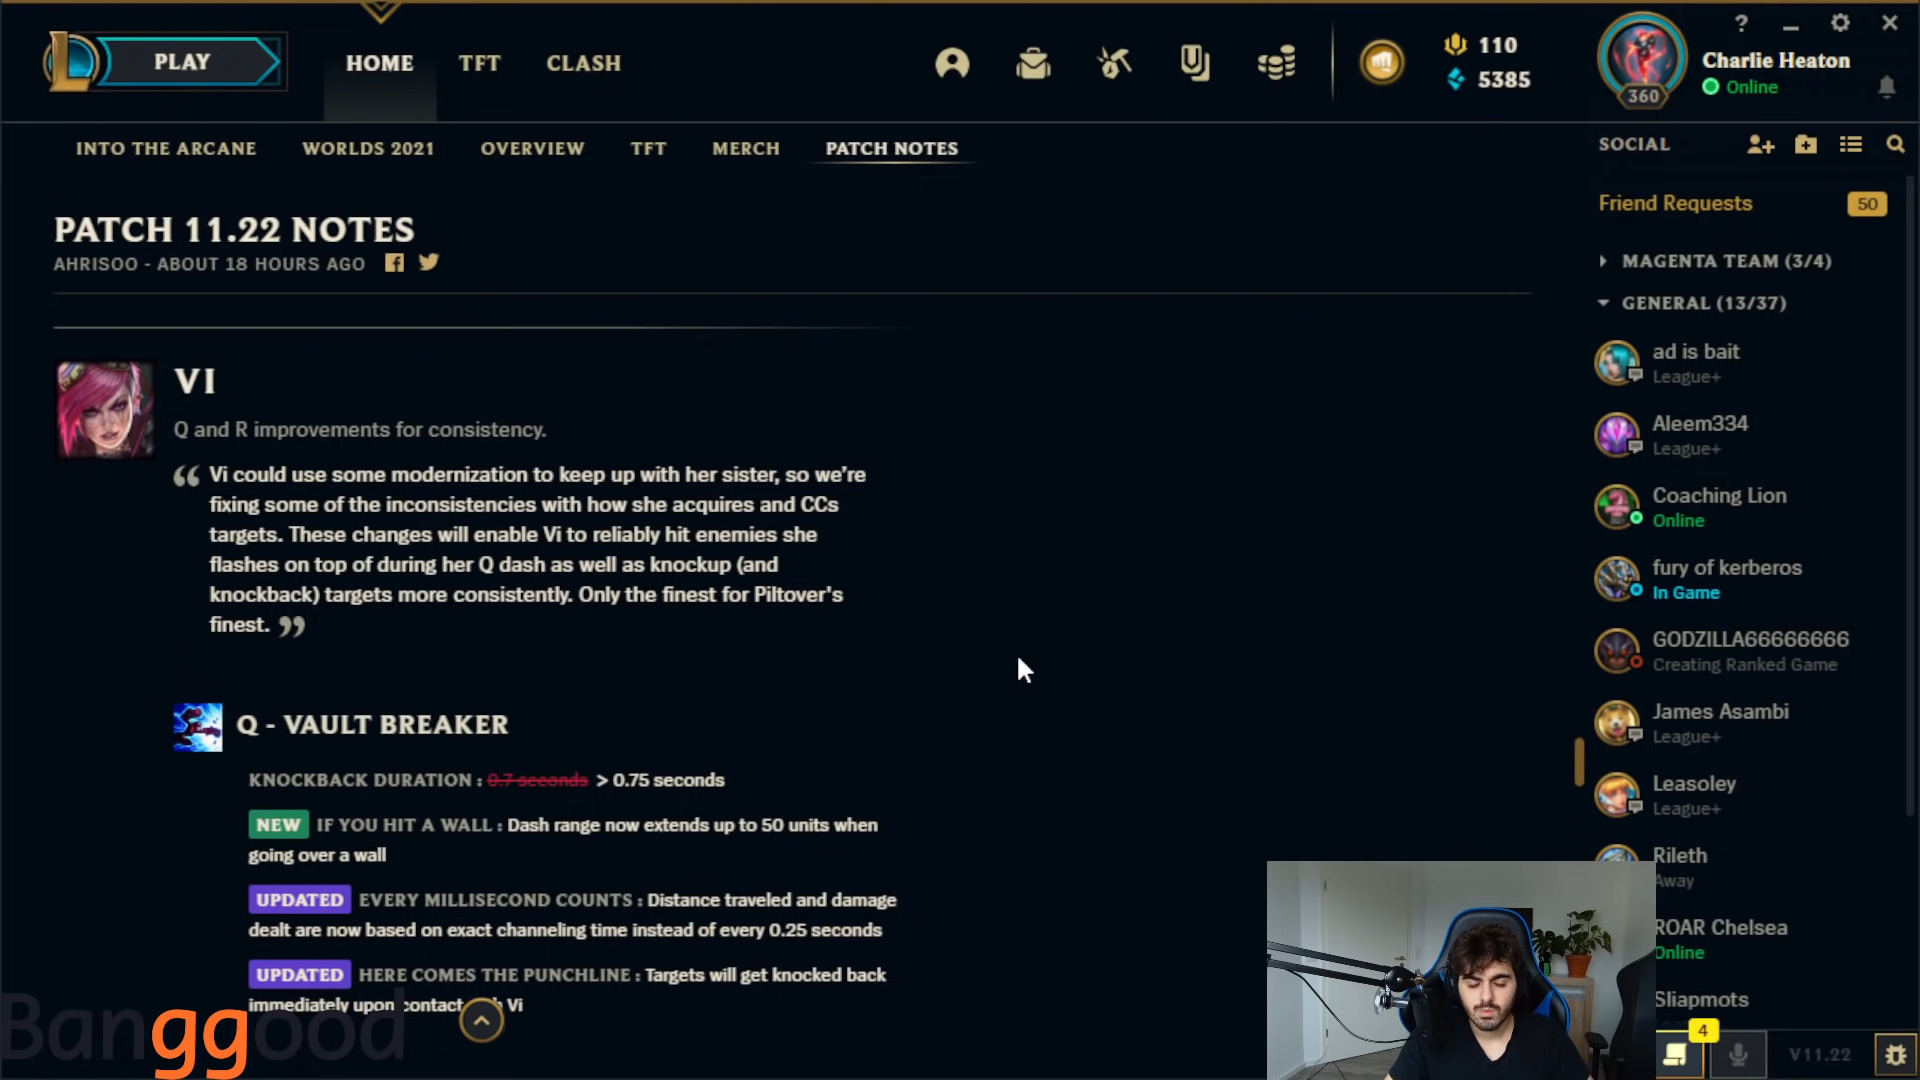 PLAY
HOME
TFT
CLASH
110
5385
?
Charlie Heaton
Online
360
INTO THE ARCANE
WORLDS 2021
OVERVIEW
TFT
MERCH
PATCH NOTES
SOCIAL
Friend Requests
50
MAGENTA TEAM (3/4)
GENERAL (13/37)
ad is bait
League+
Aleem334
League+
Coaching Lion
Online
fury of kerberos
In Game
GODZILLA66666666
Creating Ranked Game
James Asambi
League+
Leasoley
League+
Rileth
Away
ROAR Chelsea
Online
Sliapmots
4
V11.22
PATCH 11.22 NOTES
AHRISOO - ABOUT 18 HOURS AGO
VI
Q and R improvements for consistency.
“ Vi could use some modernization to keep up with her sister, so we're
fixing some of the inconsistencies with how she acquires and CCs
targets. These changes will enable Vi to reliably hit enemies she
flashes on top of during her Q dash as well as knockup (and
knockback) targets more consistently. Only the finest for Piltover's
finest. ”
Q - VAULT BREAKER
KNOCKBACK DURATION : 0.7 seconds > 0.75 seconds
NEW IF YOU HIT A WALL : Dash range now extends up to 50 units when
going over a wall
UPDATED EVERY MILLISECOND COUNTS : Distance traveled and damage
dealt are now based on exact channeling time instead of every 0.25 seconds
UPDATED HERE COMES THE PUNCHLINE : Targets will get knocked back
immediately upon contact Vi
Banggood